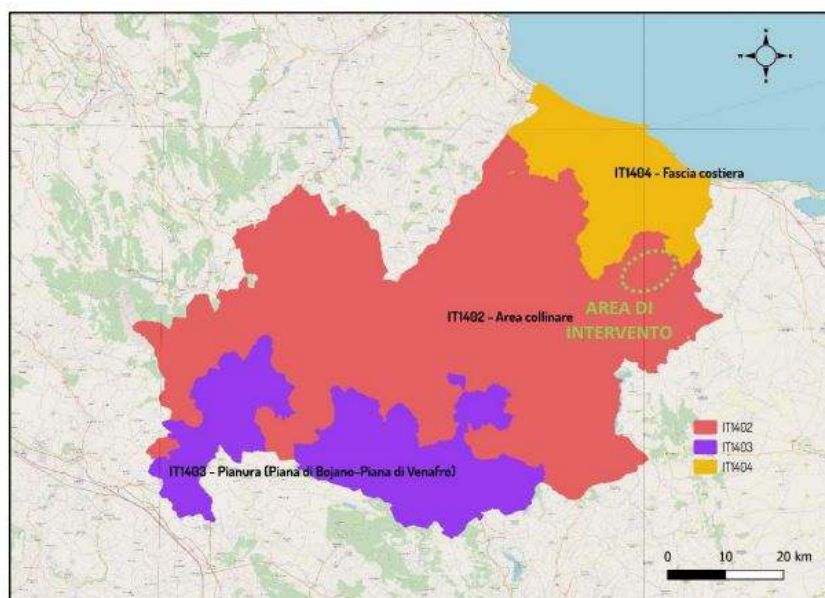 N
W
E
S
IT1404 - Fascia costiera
AREA DI
INTERVENTO
IT1402 - Area collinare
IT1402
IT1403
IT1404
IT1403 - Pianura (Piana di Bojano-Piana di Venafro)
0 10 20 km